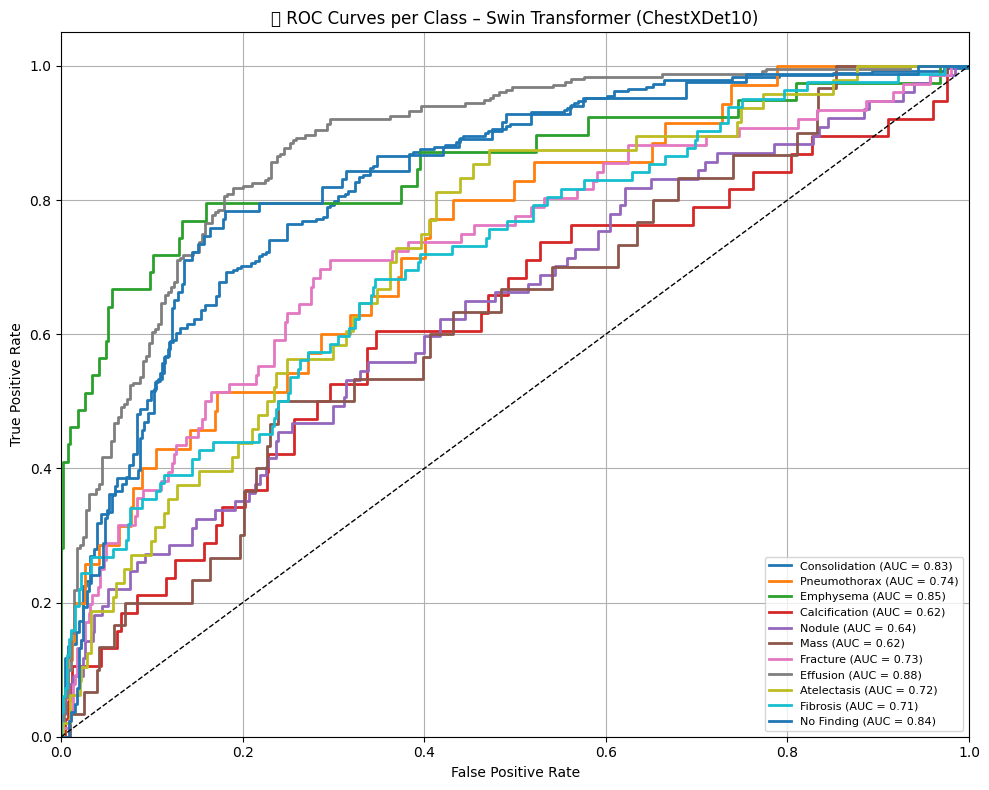 ROC Curves per Class – Swin Transformer (ChestXDet10)
True Positive Rate
1.0
0.8
0.6
0.4
0.2
0.0
0.0 0.2 0.4 0.6 0.8 1.0
False Positive Rate
Consolidation (AUC = 0.83)
Pneumothorax (AUC = 0.74)
Emphysema (AUC = 0.85)
Calcification (AUC = 0.62)
Nodule (AUC = 0.64)
Mass (AUC = 0.62)
Fracture (AUC = 0.73)
Effusion (AUC = 0.88)
Atelectasis (AUC = 0.72)
Fibrosis (AUC = 0.71)
No Finding (AUC = 0.84)